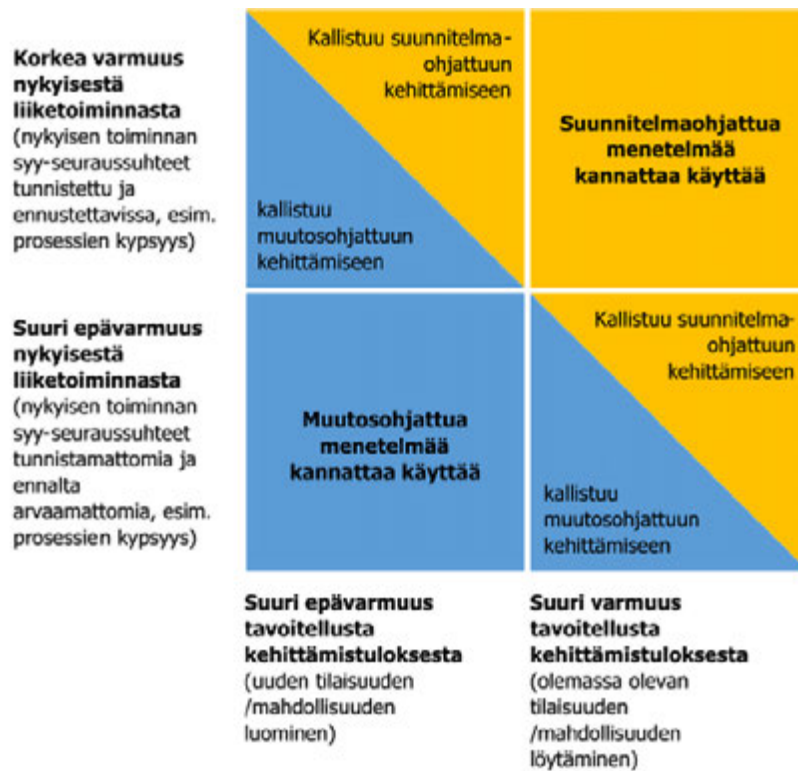 Korkea varmuus
nykyisestä
liiketoiminnasta
(nykyisen toiminnan
syy-seuraussuhteet
tunnistettu ja
ennustettavissa, esim.
prosessien kypsyys)
Kallistuu suunnitelma-
ohjattuun
kehittämiseen
kallistuu
muutosohjattuun
kehittämiseen
Suunnitelmaohjattua
menetelmää
kannattaa käyttää
Suuri epävarmuus
nykyisestä
liiketoiminnasta
(nykyisen toiminnan
syy-seuraussuhteet
tunnistamattomia ja
ennalta
arvaamattomia, esim.
prosessien kypsyys)
Muutosohjattua
menetelmää
kannattaa käyttää
Kallistuu suunnitelma-
ohjattuun
kehittämiseen
kallistuu
muutosohjattuun
kehittämiseen
Suuri epävarmuus
tavoitellusta
kehittämistuloksesta
(uuden tilaisuuden
/mahdollisuuden
luominen)
Suuri varmuus
tavoitellusta
kehittämistuloksesta
(olemassa olevan
tilaisuuden
/mahdollisuuden
löytäminen)